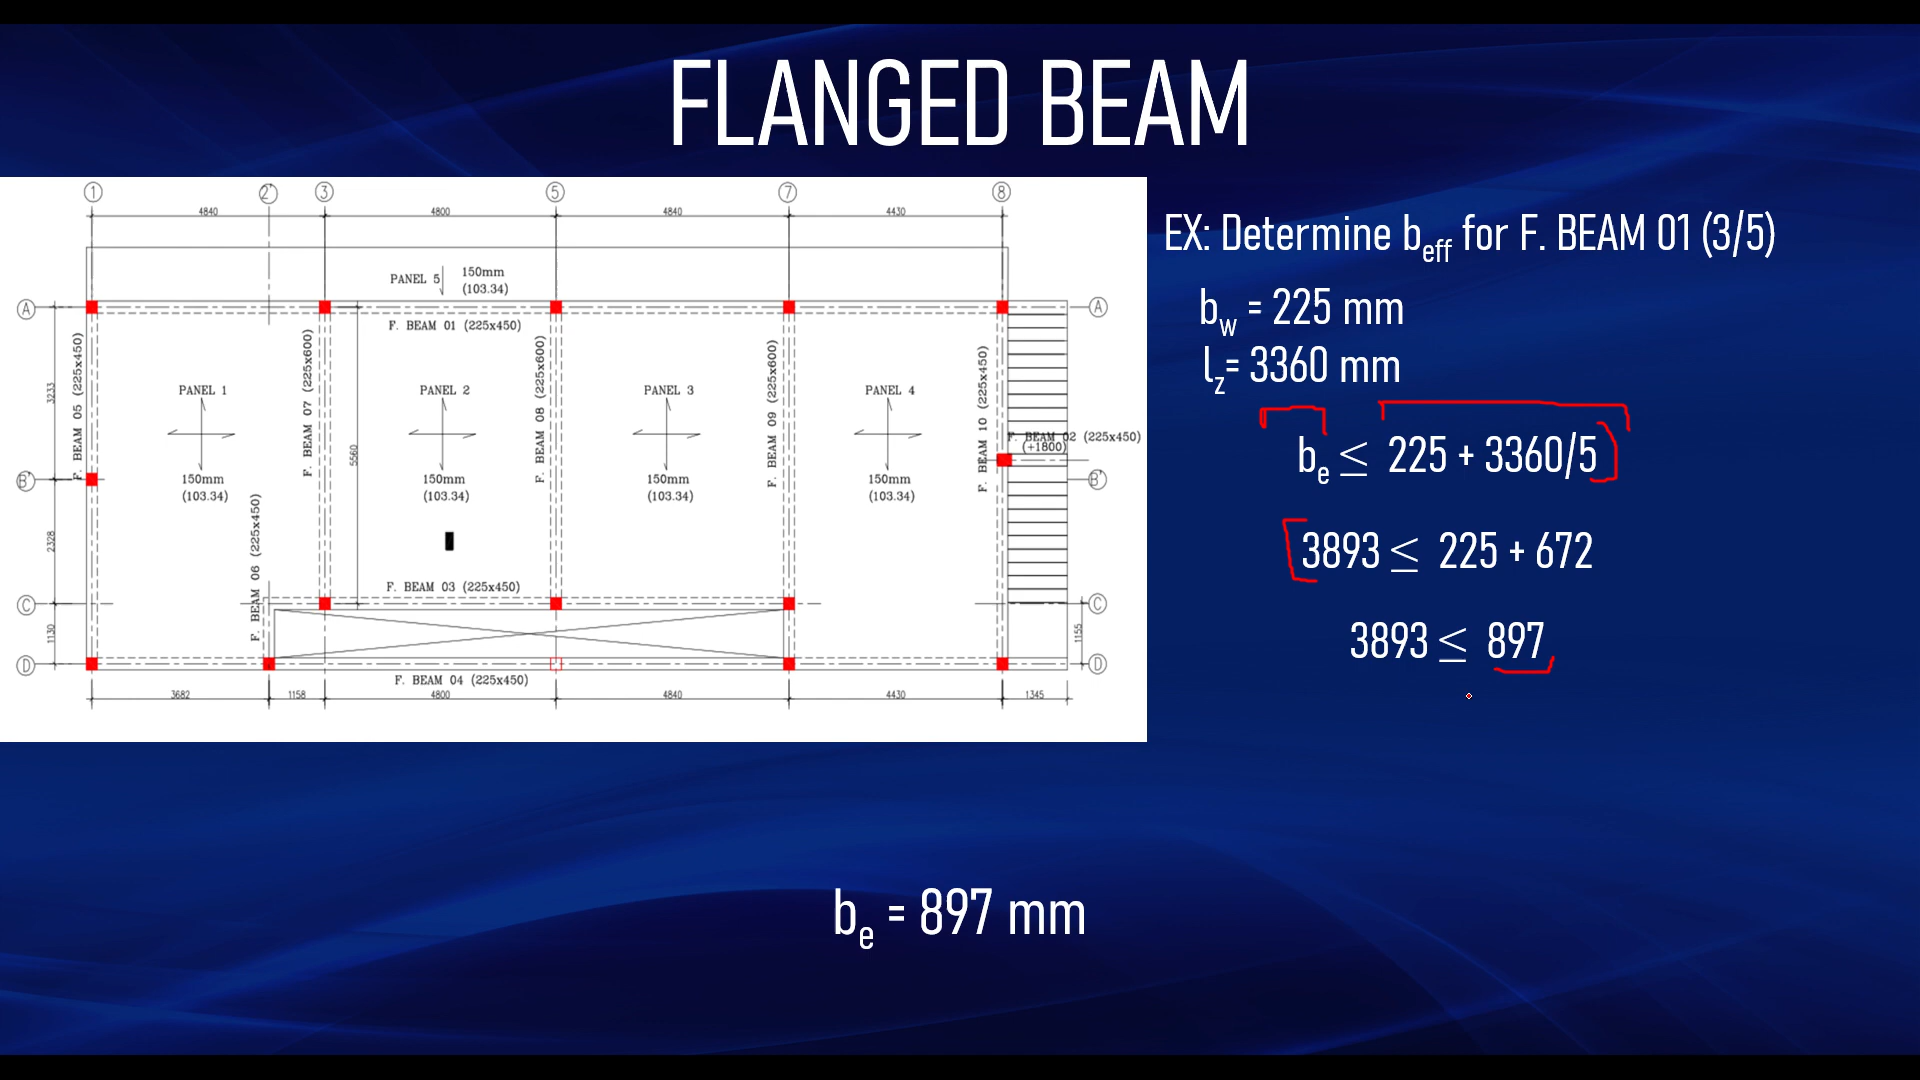 FLANGED BEAM
1 2' 3 5 7 8
4840 4800 4840 4430
PANEL 5 150mm
(103.34)
A A
F. BEAM 01 (225x450)
F. BEAM 05 (225x450)
F. BEAM 07 (225x600)
F. BEAM 08 (225x600)
F. BEAM 09 (225x600)
F. BEAM 10 (225x450)
3233
5560
PANEL 1 PANEL 2 PANEL 3 PANEL 4
F. BEAM 02 (225x450)
(+1800)
150mm 150mm 150mm 150mm
(103.34) (103.34) (103.34) (103.34)
B' B'
F. BEAM 06 (225x450)
2328
F. BEAM 03 (225x450)
C C
1130 1155
D D
F. BEAM 04 (225x450)
3682 1158 4800 4840 4430 1345
EX: Determine beff for F. BEAM 01 (3/5)
bw = 225 mm
lz= 3360 mm
be ≤ 225 + 3360/5
3893 ≤ 225 + 672
3893 ≤ 897
be = 897 mm